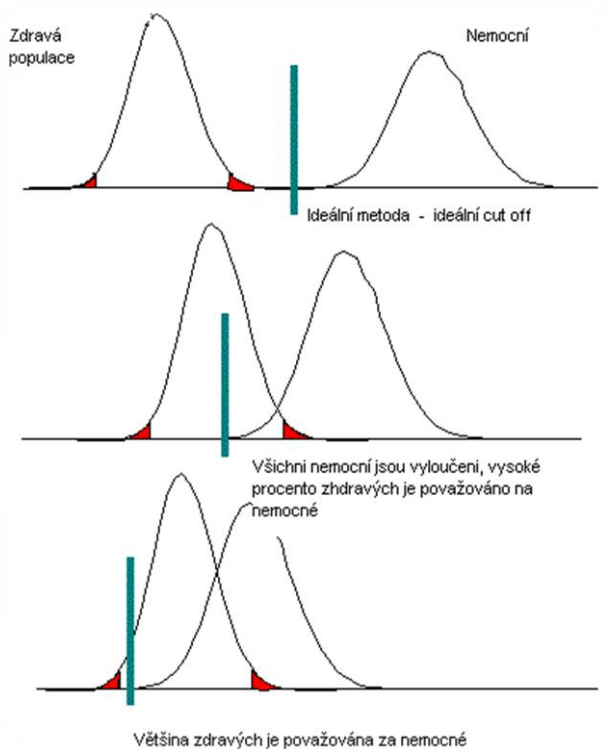 Zdravá
populace
Nemocní
Ideální metoda - ideální cut off
Všichni nemocní jsou vyloučeni, vysoké
procento zhdravých je považováno na
nemocné
Většina zdravých je považována za nemocné